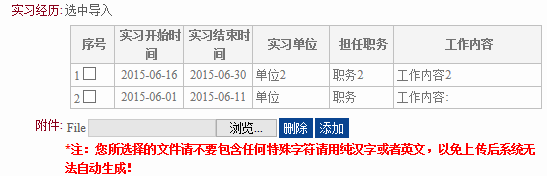 实习经历: 选中导入
序号 实习开始时间 实习结束时间 实习单位 担任职务 工作内容
1 2015-06-16 2015-06-30 单位2 职务2 工作内容2
2 2015-06-01 2015-06-11 单位 职务 工作内容:
附件: File 浏览... 删除 添加
*注：您所选择的文件请不要包含任何特殊字符请用纯汉字或者英文，以免上传后系统无
法自动生成！